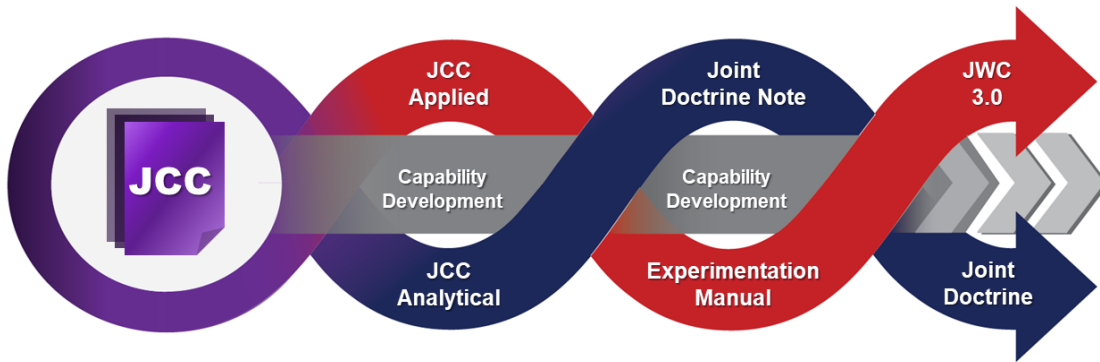 JCC
JCC
Applied
Capability
Development
JCC
Analytical
Joint
Doctrine Note
Capability
Development
Experimentation
Manual
JWC
3.0
Joint
Doctrine